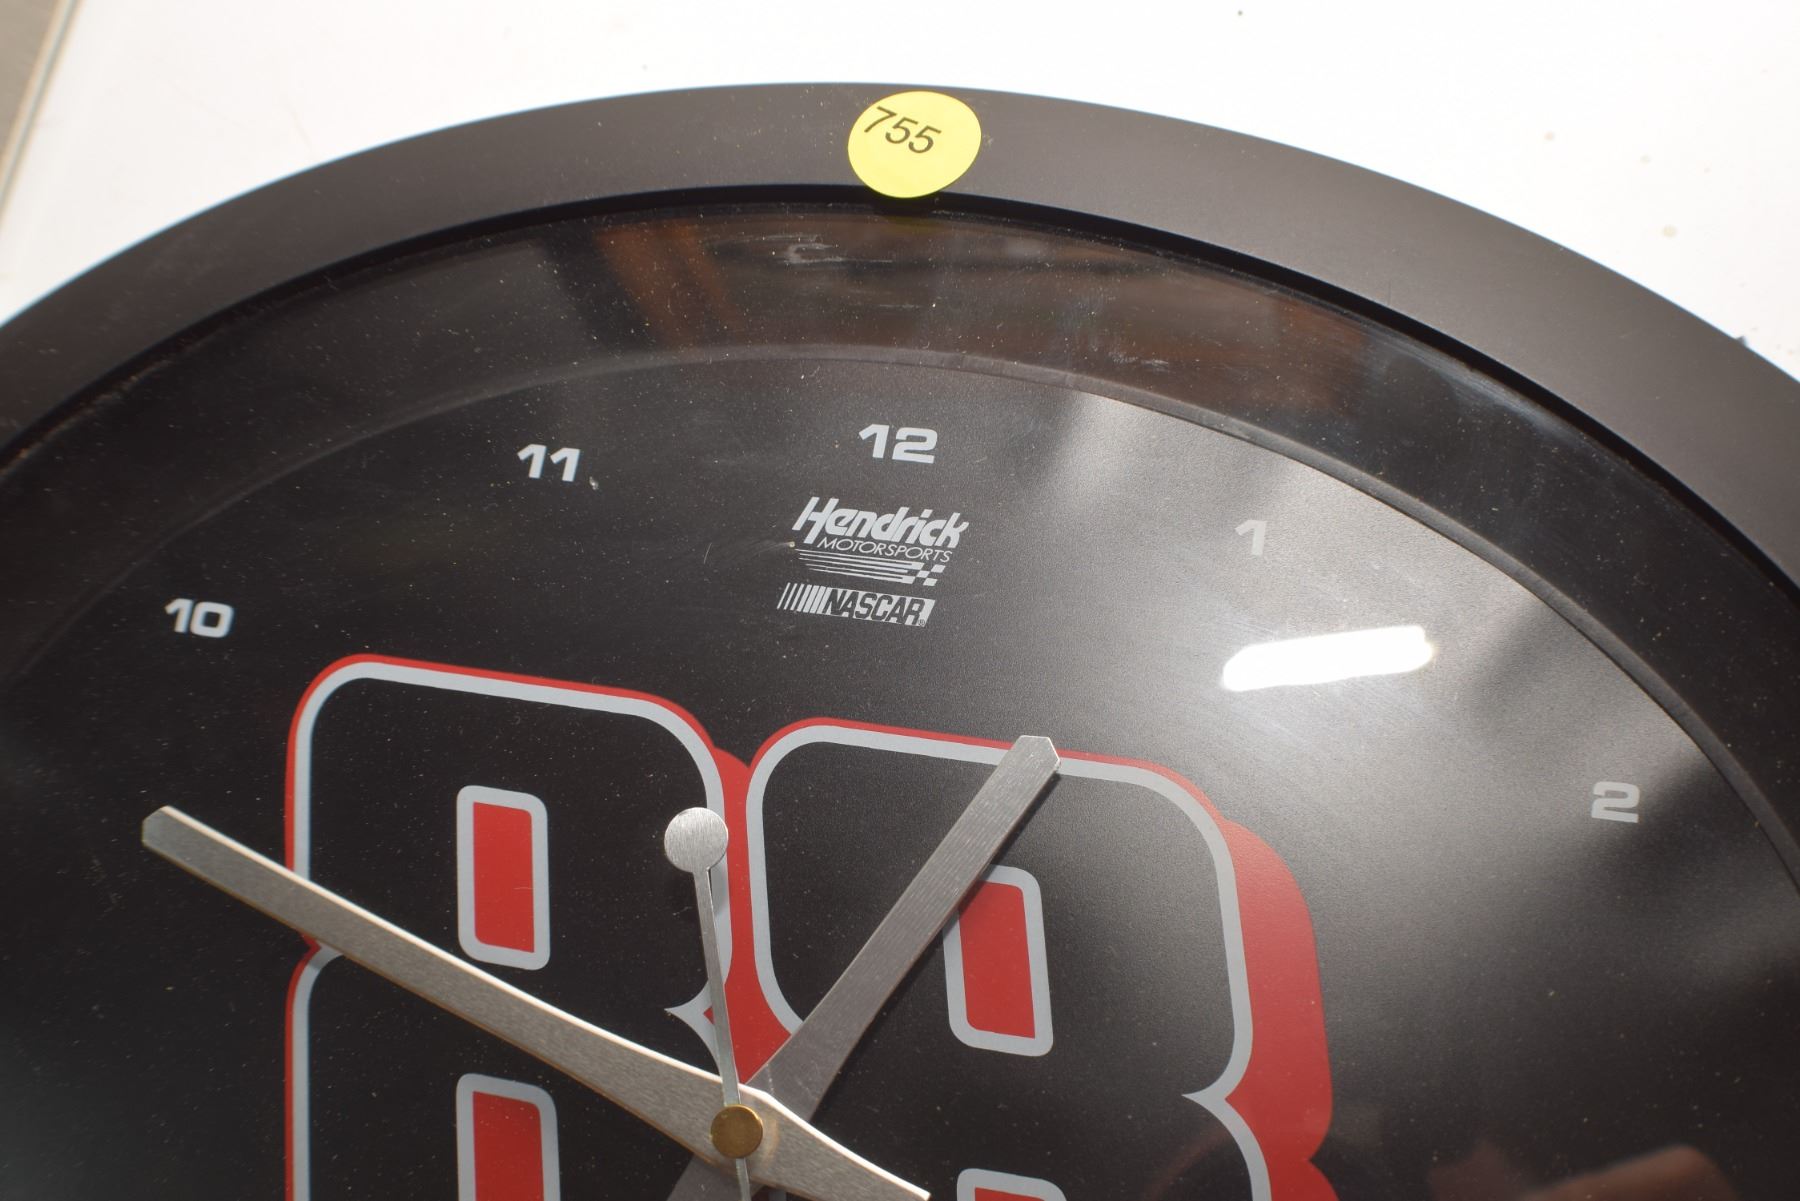 755
12
11
1
10
2
Hendrick
MOTORSPORTS
NASCAR®
88